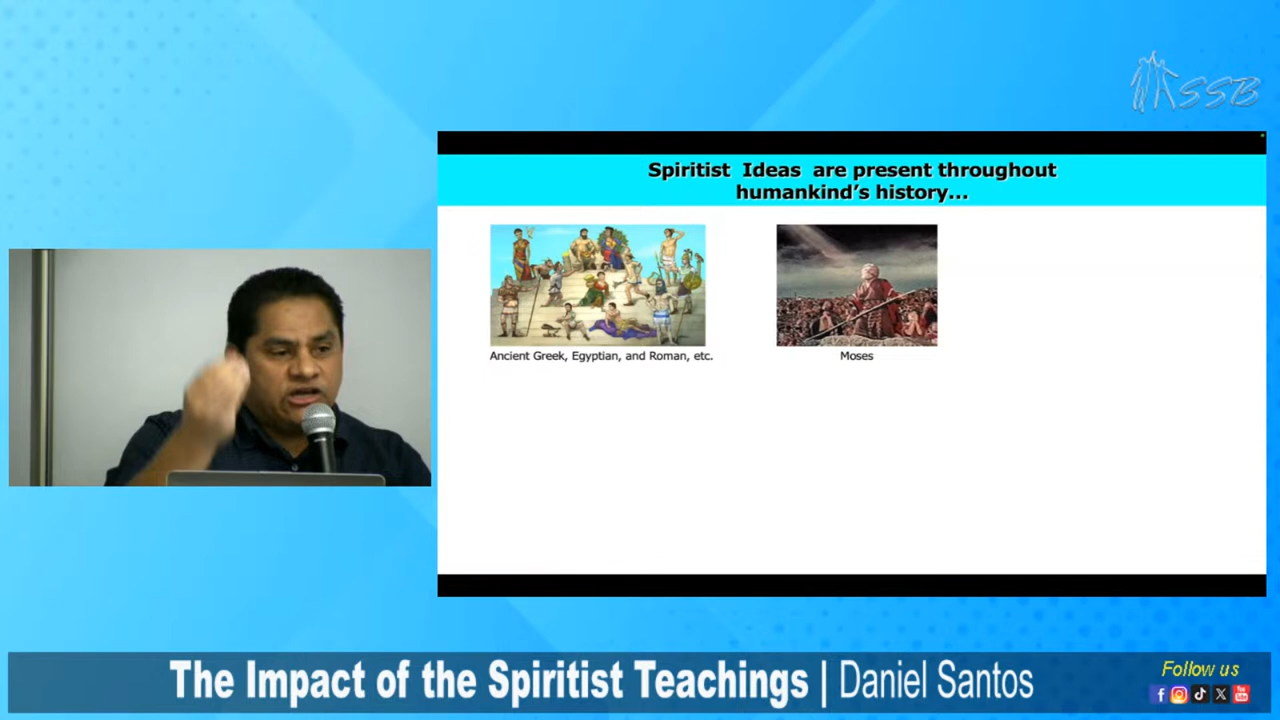 SSB
Spiritist Ideas are present throughout
humankind's history...
Ancient Greek, Egyptian, and Roman, etc.
Moses
The Impact of the Spiritist Teachings | Daniel Santos
Follow us